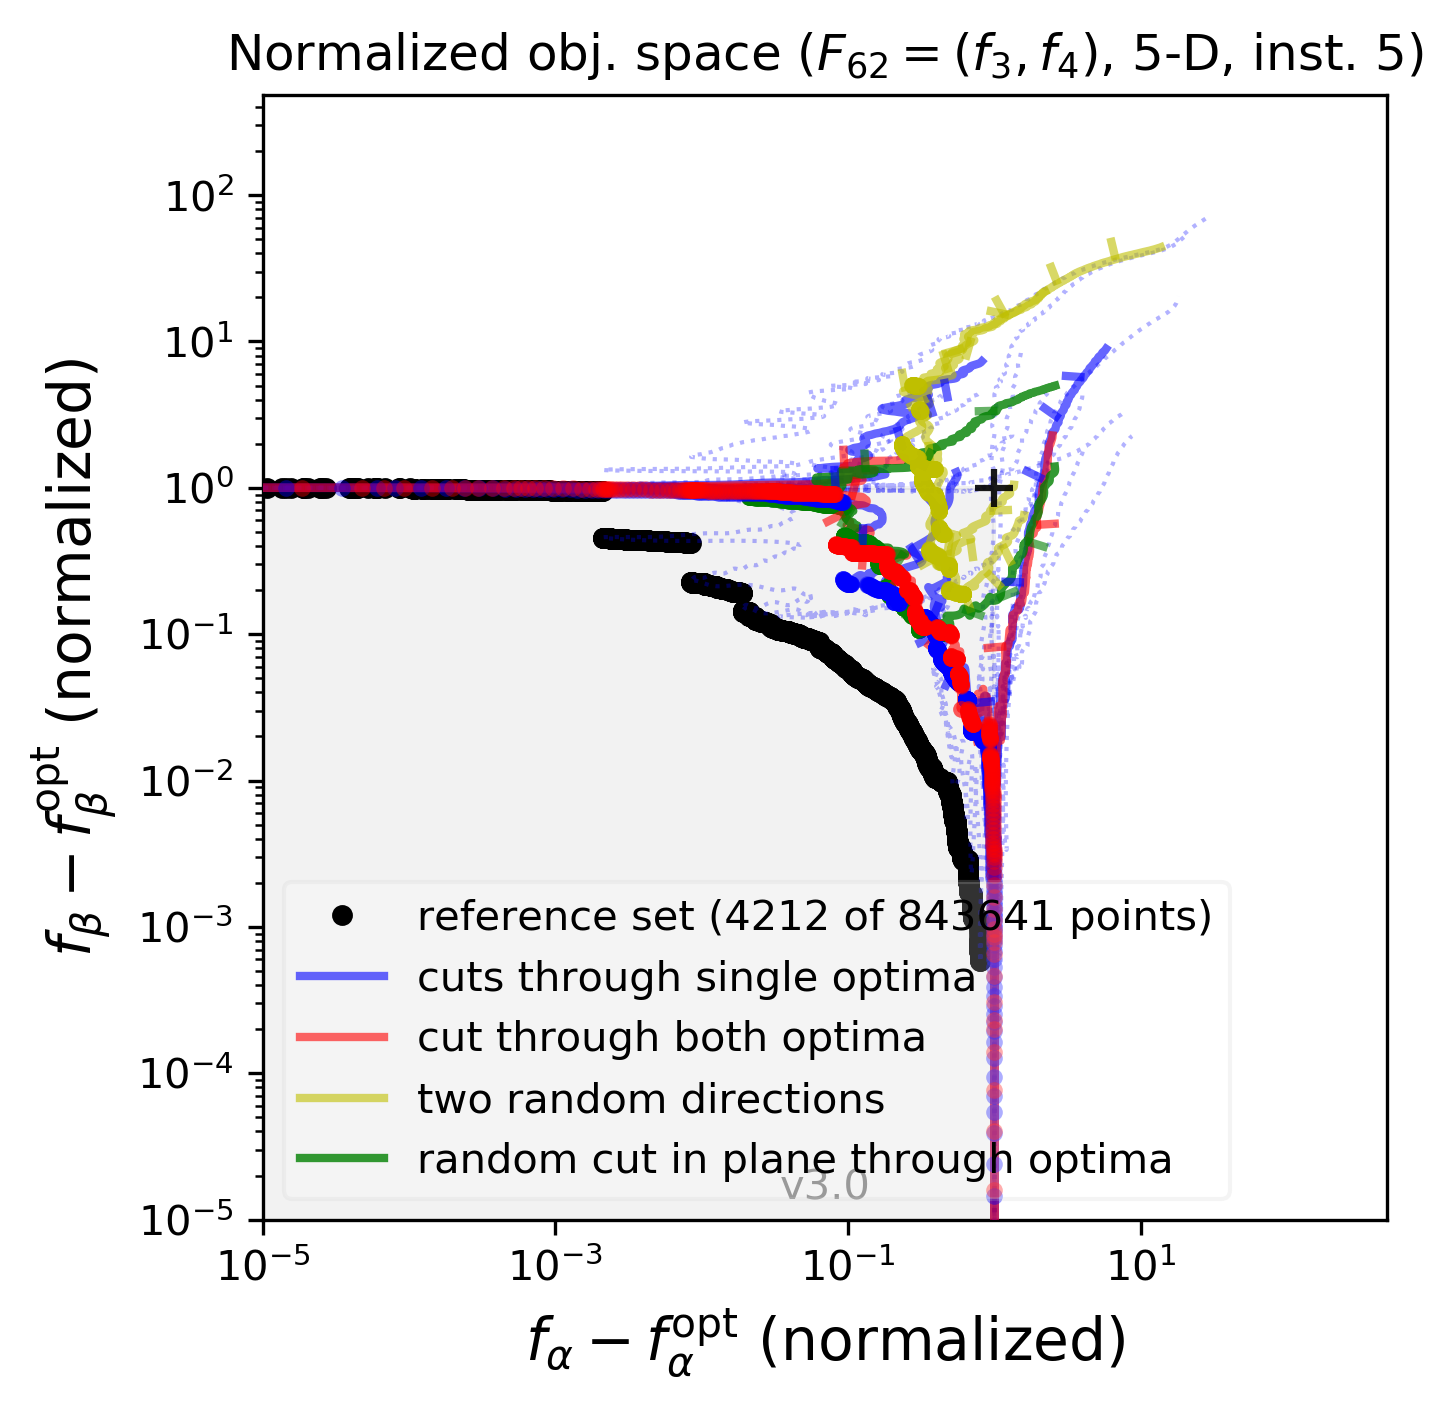 Normalized obj. space (F₆₂ = (f₃, f₄), 5-D, inst. 5)
10²
10¹
10⁰
10⁻¹
10⁻²
10⁻³
10⁻⁴
10⁻⁵
f_β − f_β^opt (normalized)
reference set (4212 of 843641 points)
cuts through single optima
cut through both optima
two random directions
random cut in plane through optima
v3.0
10⁻⁵ 10⁻³ 10⁻¹ 10¹
f_α − f_α^opt (normalized)